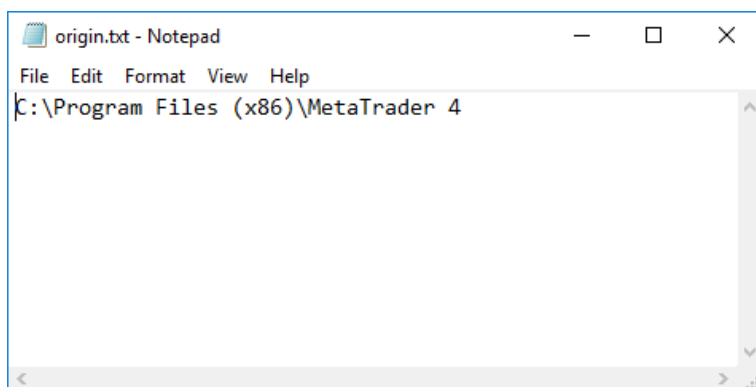 origin.txt - Notepad
File Edit Format View Help
C:\Program Files (x86)\MetaTrader 4